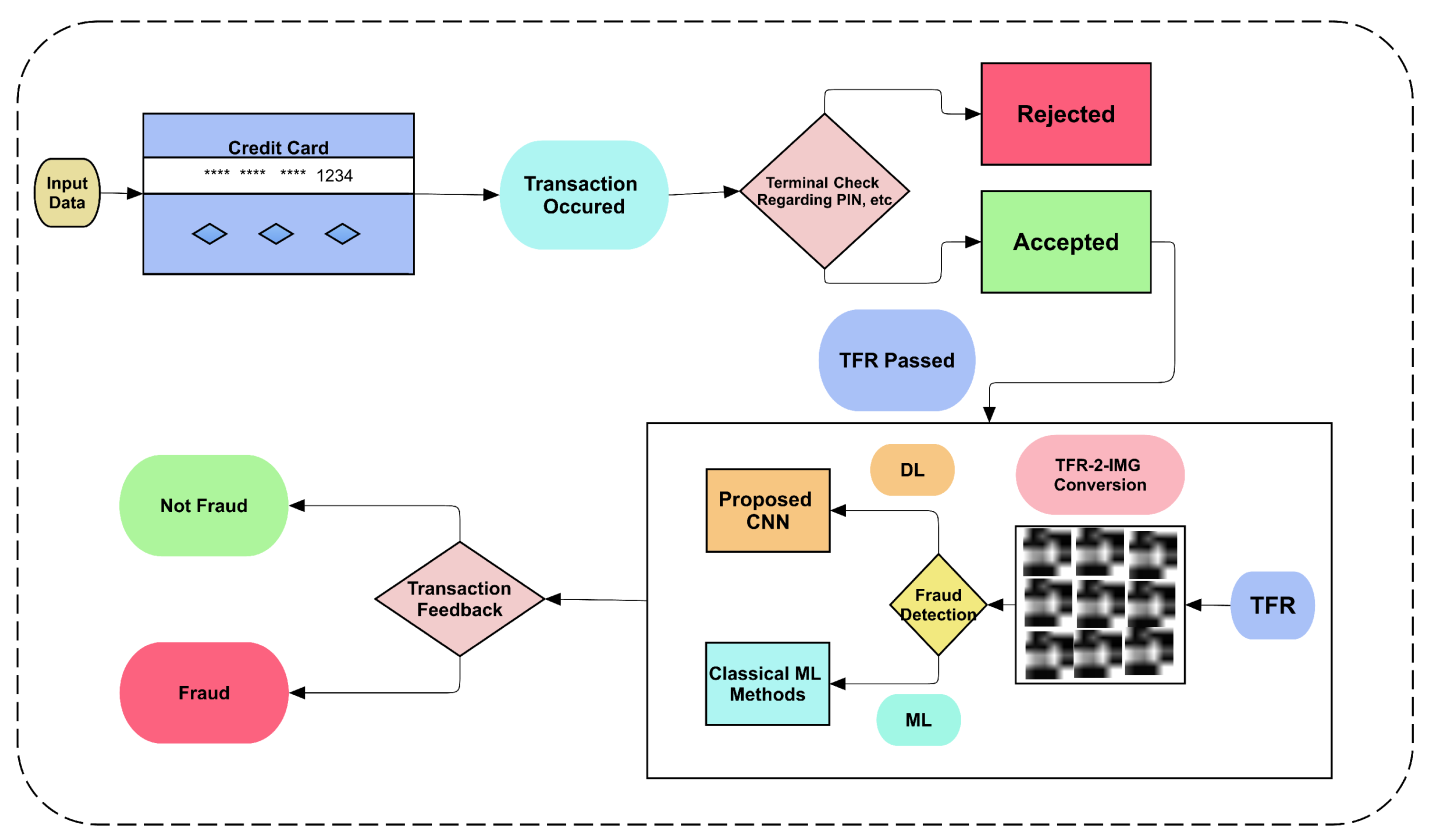 Input
Data
Credit Card
**** **** **** 1234
Transaction
Occured
Terminal Check
Regarding PIN, etc
Rejected
Accepted
TFR Passed
TFR-2-IMG
Conversion
DL
Proposed
CNN
Fraud
Detection
TFR
Classical ML
Methods
ML
Transaction
Feedback
Not Fraud
Fraud